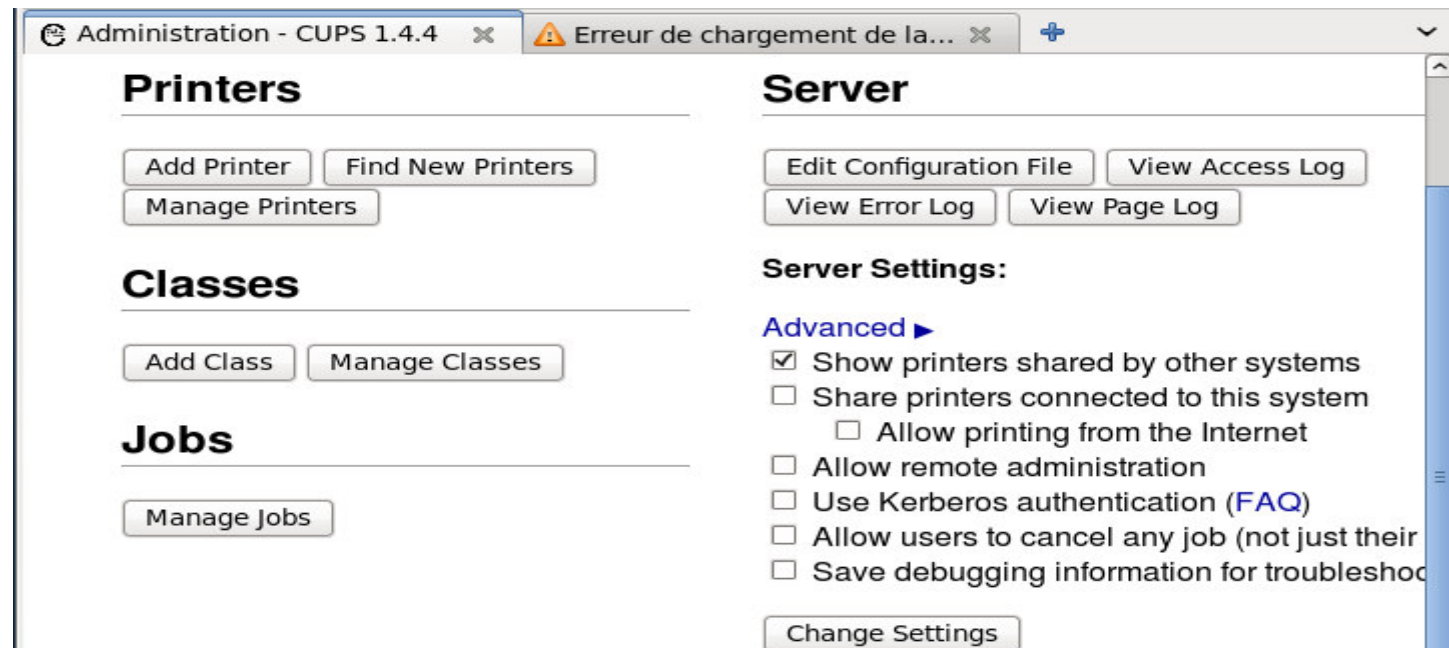 Administration - CUPS 1.4.4
Erreur de chargement de la...
Printers
Add Printer
Find New Printers
Manage Printers
Classes
Add Class
Manage Classes
Jobs
Manage Jobs
Server
Edit Configuration File
View Access Log
View Error Log
View Page Log
Server Settings:
Advanced ▶
Show printers shared by other systems
Share printers connected to this system
Allow printing from the Internet
Allow remote administration
Use Kerberos authentication (FAQ)
Allow users to cancel any job (not just their
Save debugging information for
Change Settings